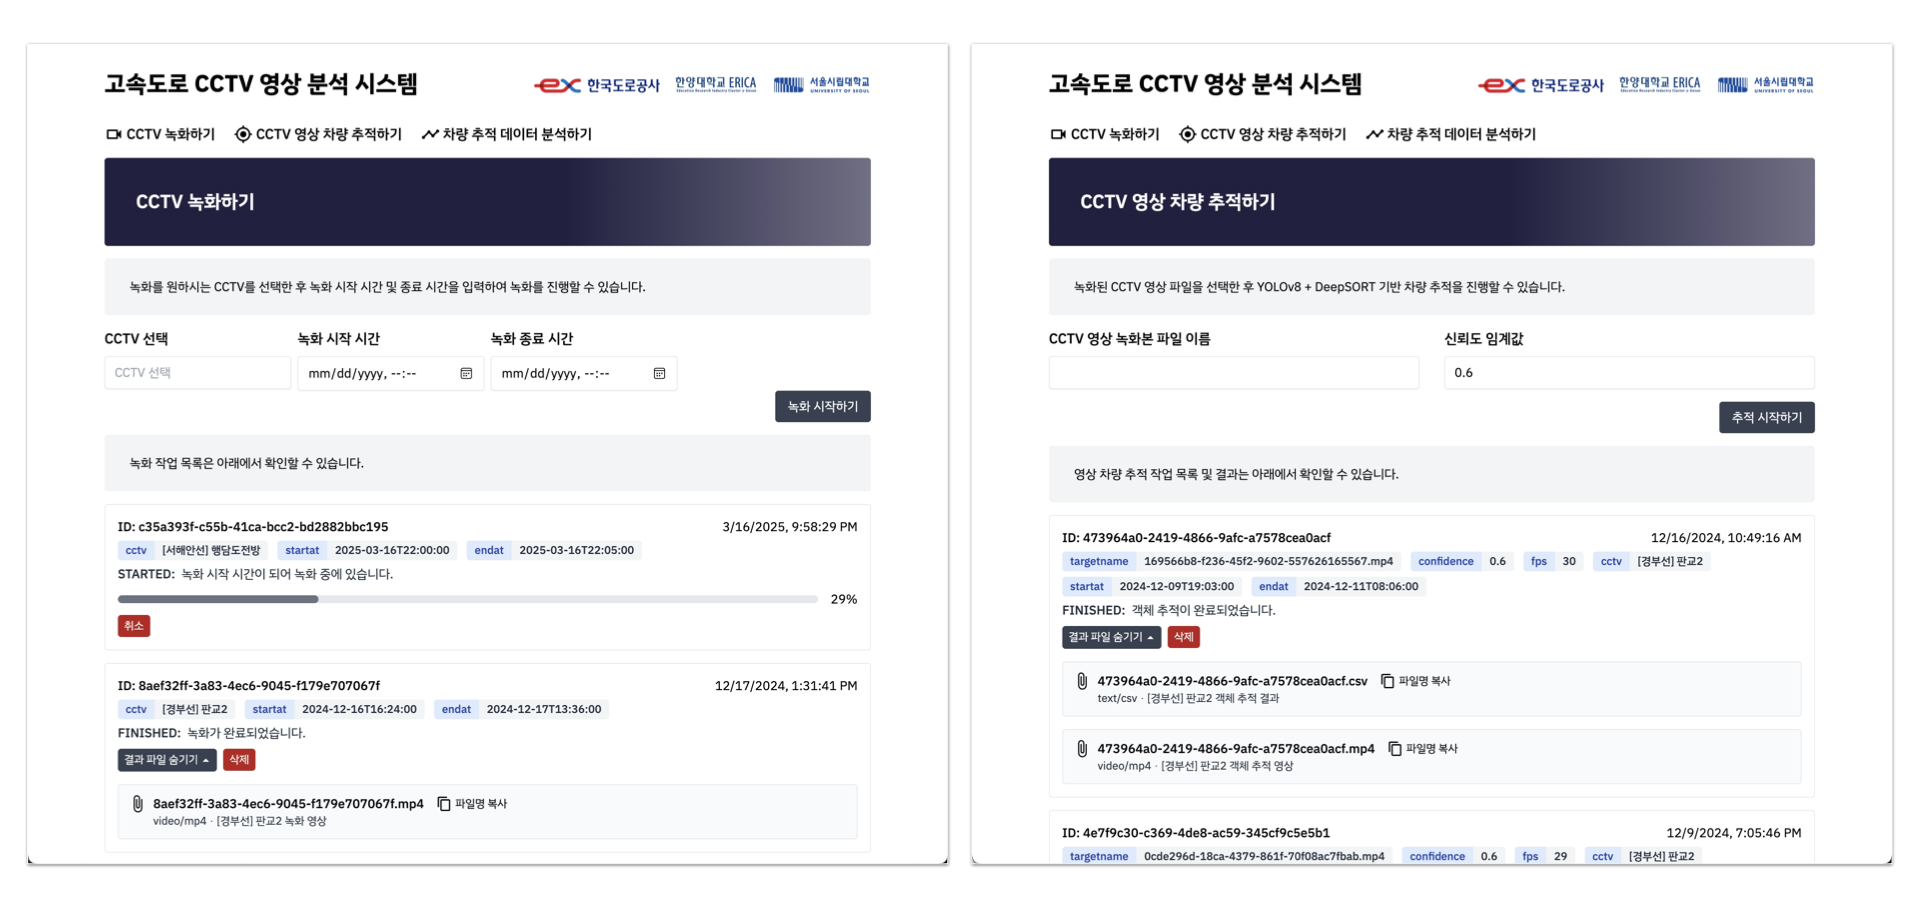 고속도로 CCTV 영상 분석 시스템
한국도로공사 한양대학교 ERICA 서울시립대학교 UNIVERSITY OF SEOUL
CCTV 녹화하기 CCTV 영상 차량 추적하기 차량 추적 데이터 분석하기
CCTV 녹화하기
녹화를 원하시는 CCTV를 선택한 후 녹화 시작 시간 및 종료 시간을 입력하여 녹화를 진행할 수 있습니다.
CCTV 선택 녹화 시작 시간 녹화 종료 시간
CCTV 선택 mm/dd/yyyy, --:-- mm/dd/yyyy, --:--
녹화 시작하기
녹화 작업 목록은 아래에서 확인할 수 있습니다.
ID: c35a393f-c55b-41ca-bcc2-bd2882bbc195 3/16/2025, 9:58:29 PM
cctv [서해안선] 행담도전방 startat 2025-03-16T22:00:00 endat 2025-03-16T22:05:00
STARTED: 녹화 시작 시간이 되어 녹화 중에 있습니다.
29%
취소
ID: 8aef32ff-3a83-4ec6-9045-f179e707067f 12/17/2024, 1:31:41 PM
cctv [경부선] 판교2 startat 2024-12-16T16:24:00 endat 2024-12-17T13:36:00
FINISHED: 녹화가 완료되었습니다.
결과 파일 숨기기 삭제
8aef32ff-3a83-4ec6-9045-f179e707067f.mp4 파일명 복사
video/mp4 · [경부선] 판교2 녹화 영상
고속도로 CCTV 영상 분석 시스템
한국도로공사 한양대학교 ERICA 서울시립대학교 UNIVERSITY OF SEOUL
CCTV 녹화하기 CCTV 영상 차량 추적하기 차량 추적 데이터 분석하기
CCTV 영상 차량 추적하기
녹화된 CCTV 영상 파일을 선택한 후 YOLOv8 + DeepSORT 기반 차량 추적을 진행할 수 있습니다.
CCTV 영상 녹화본 파일 이름 신뢰도 임계값
0.6
추적 시작하기
영상 차량 추적 작업 목록 및 결과는 아래에서 확인할 수 있습니다.
ID: 473964a0-2419-4866-9afc-a7578cea0acf 12/16/2024, 10:49:16 AM
targetname 169566b8-f236-45f2-9602-557626165567.mp4 confidence 0.6 fps 30 cctv [경부선] 판교2
startat 2024-12-09T19:03:00 endat 2024-12-11T08:06:00
FINISHED: 객체 추적이 완료되었습니다.
결과 파일 숨기기 삭제
473964a0-2419-4866-9afc-a7578cea0acf.csv 파일명 복사
text/csv · [경부선] 판교2 객체 추적 결과
473964a0-2419-4866-9afc-a7578cea0acf.mp4 파일명 복사
video/mp4 · [경부선] 판교2 객체 추적 영상
ID: 4e7f9c30-c369-4de8-ac59-345cf9c5e5b1 12/9/2024, 7:05:46 PM
targetname 0cde296d-18ca-4379-861f-70f08ac7fbab.mp4 confidence 0.6 fps 29 cctv [경부선] 판교2